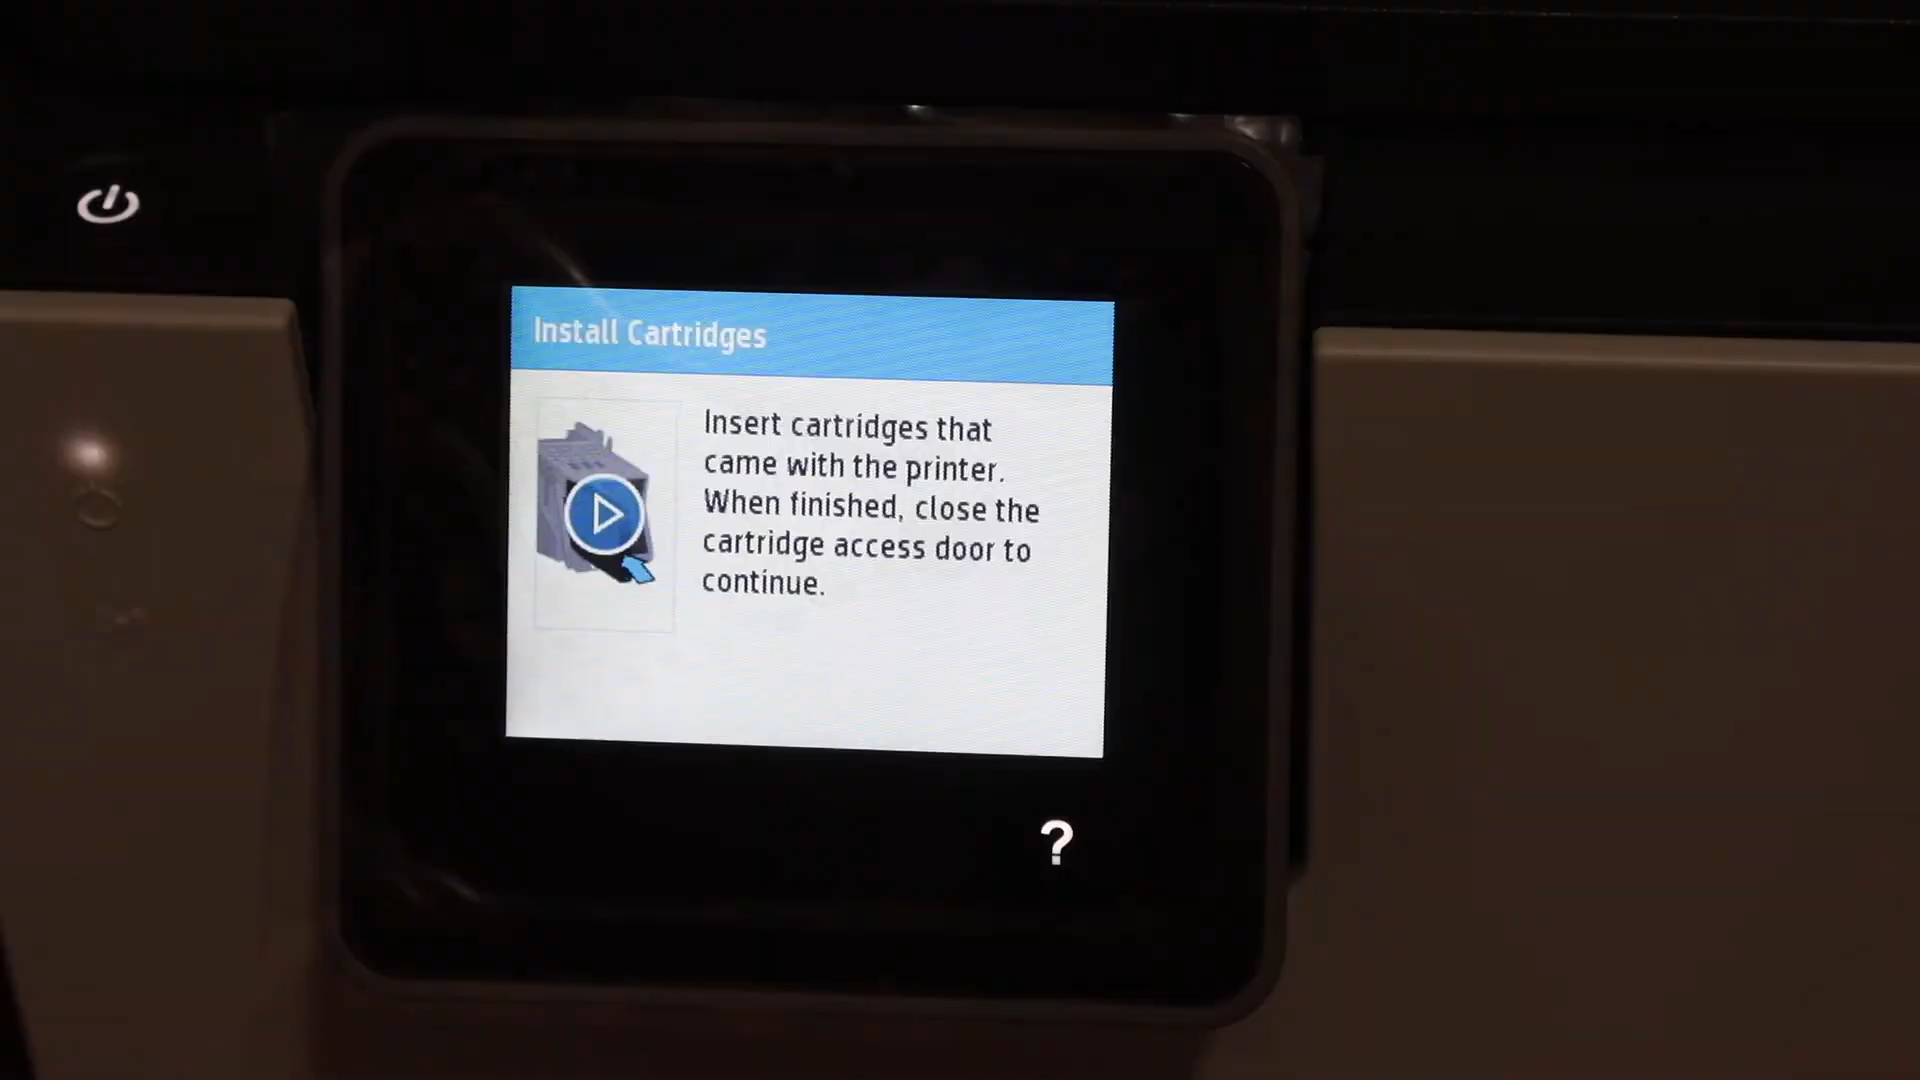 Install Cartridges
Insert cartridges that
came with the printer.
When finished, close the
cartridge access door to
continue.
?